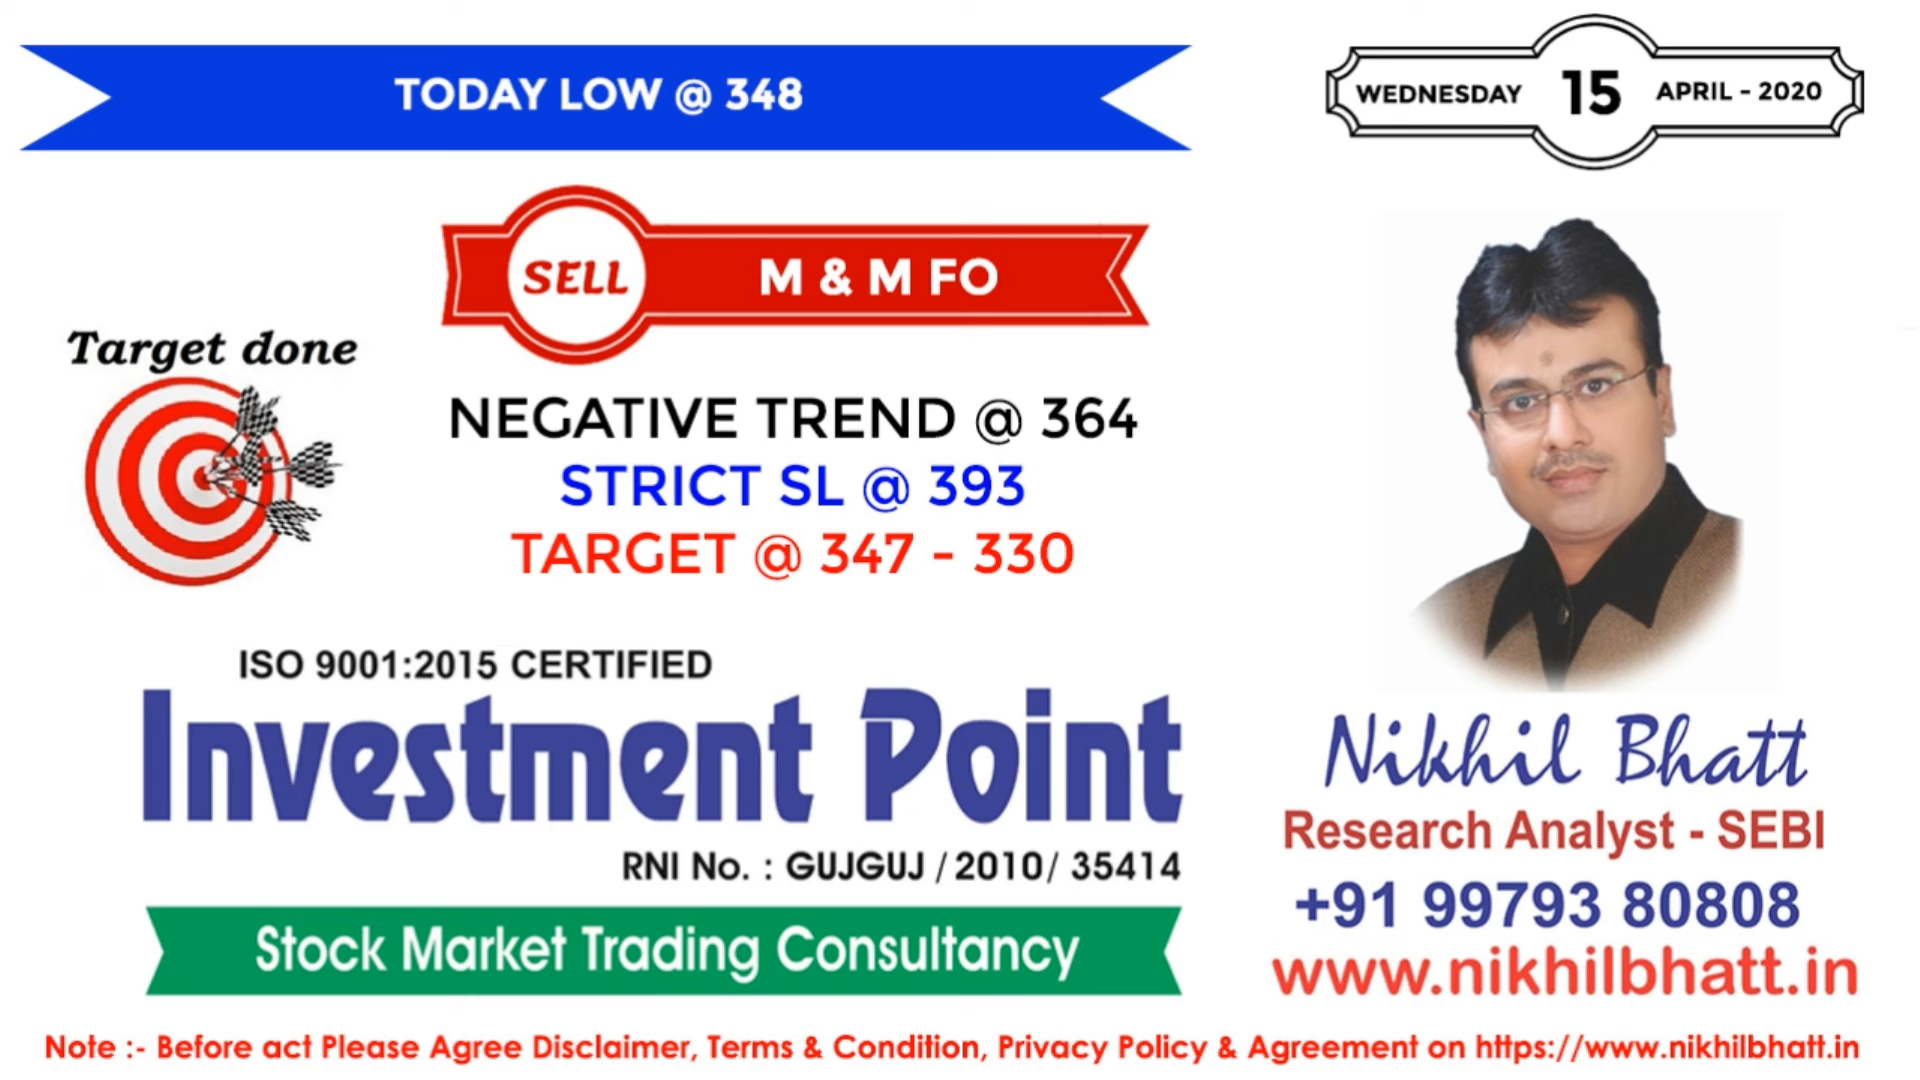 TODAY LOW @ 348
WEDNESDAY 15 APRIL - 2020
SELL M & M FO
Target done
NEGATIVE TREND @ 364
STRICT SL @ 393
TARGET @ 347 - 330
ISO 9001:2015 CERTIFIED
Investment Point
RNI No. : GUJGUJ / 2010/ 35414
Stock Market Trading Consultancy
Nikhil Bhatt
Research Analyst - SEBI
+91 99793 80808
www.nikhilbhatt.in
Note :- Before act Please Agree Disclaimer, Terms & Condition, Privacy Policy & Agreement on https://www.nikhilbhatt.in